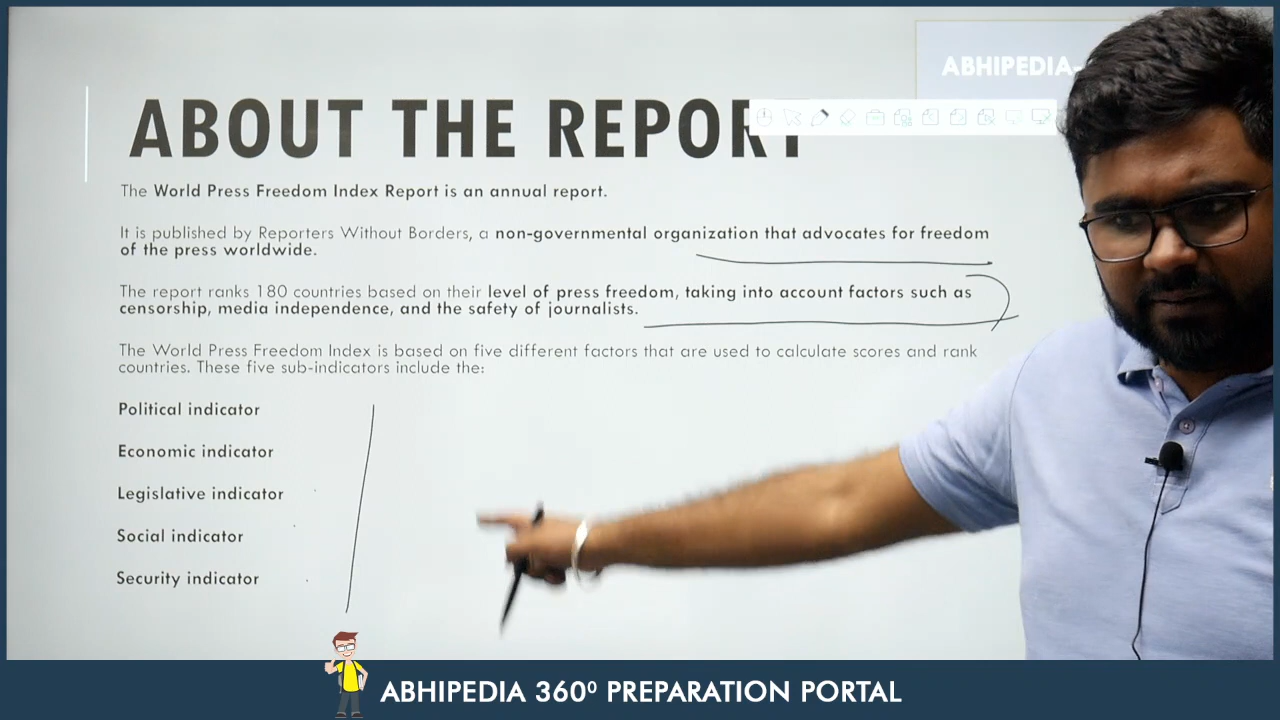 ABHIPEDIA-
ABOUT THE REPORT
The World Press Freedom Index Report is an annual report.
It is published by Reporters Without Borders, a non-governmental organization that advocates for freedom
of the press worldwide.
The report ranks 180 countries based on their level of press freedom, taking into account factors such as
censorship, media independence, and the safety of journalists.
The World Press Freedom Index is based on five different factors that are used to calculate scores and rank
countries. These five sub-indicators include the:
Political indicator
Economic indicator
Legislative indicator
Social indicator
Security indicator
ABHIPEDIA 360⁰ PREPARATION PORTAL